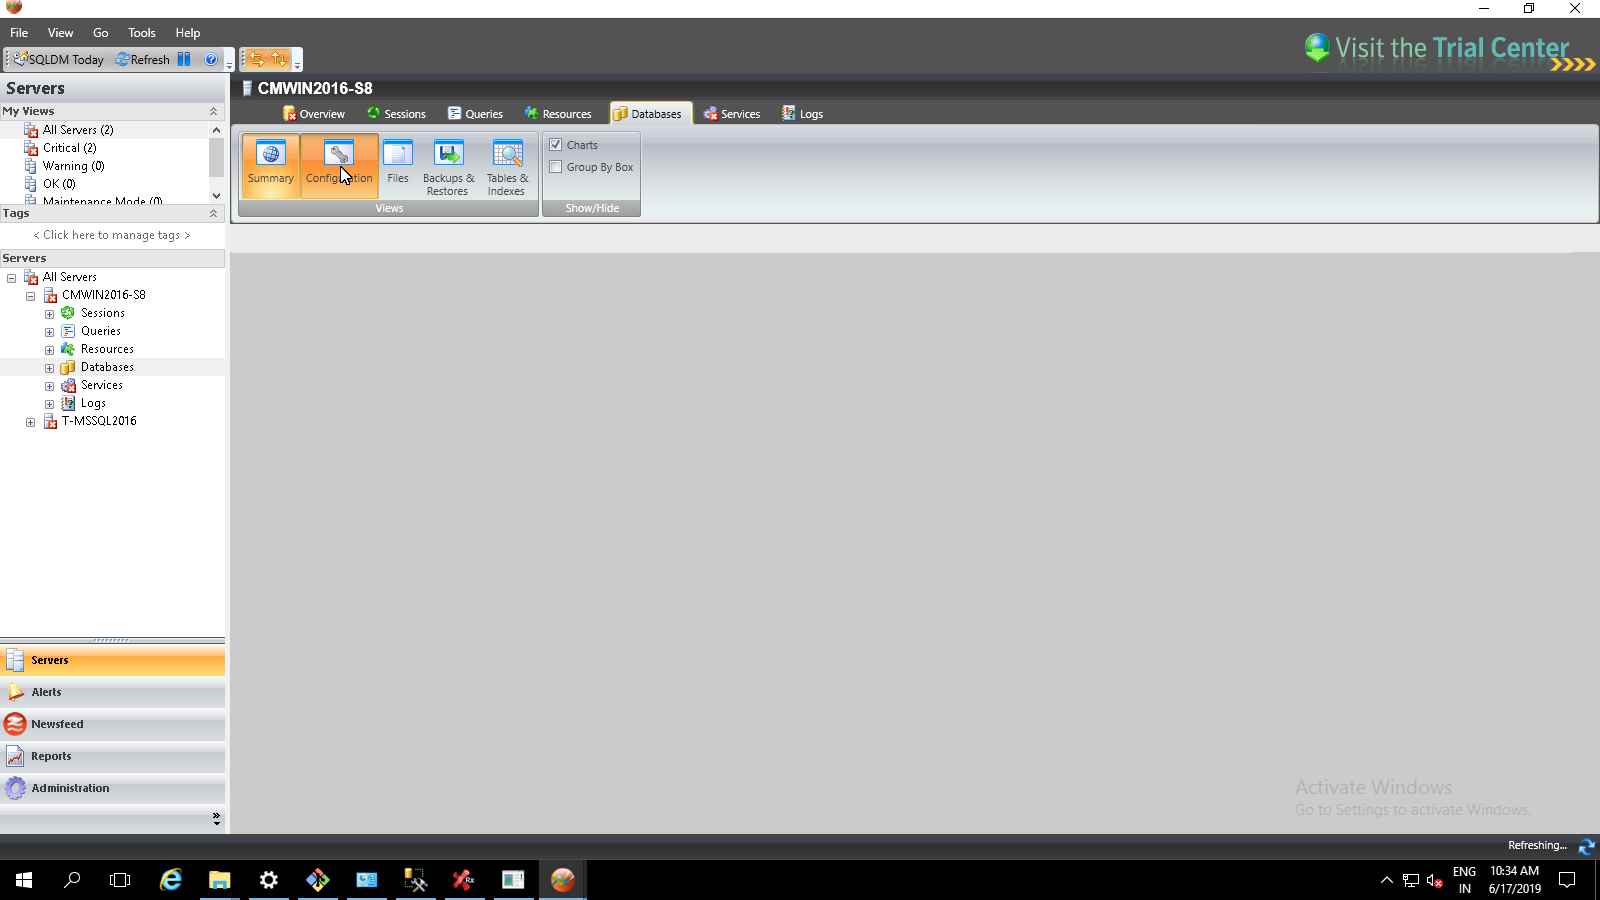 File View Go Tools Help
Visit the Trial Center
SQLDM Today Refresh
Servers
CMWIN2016-S8
My Views
All Servers (2)
Critical (2)
Warning (0)
OK (0)
Maintenance Mode (0)
Tags
< Click here to manage tags >
Servers
All Servers
CMWIN2016-S8
Sessions
Queries
Resources
Databases
Services
Logs
T-MSSQL2016
Servers
Alerts
Newsfeed
Reports
Administration
Overview Sessions Queries Resources Databases Services Logs
Summary Configuration Files Backups & Restores Tables & Indexes
Views
Charts
Group By Box
Show/Hide
Activate Windows
Go to Settings to activate Windows.
Refreshing...
Rx
ENG
IN
10:34 AM
6/17/2019